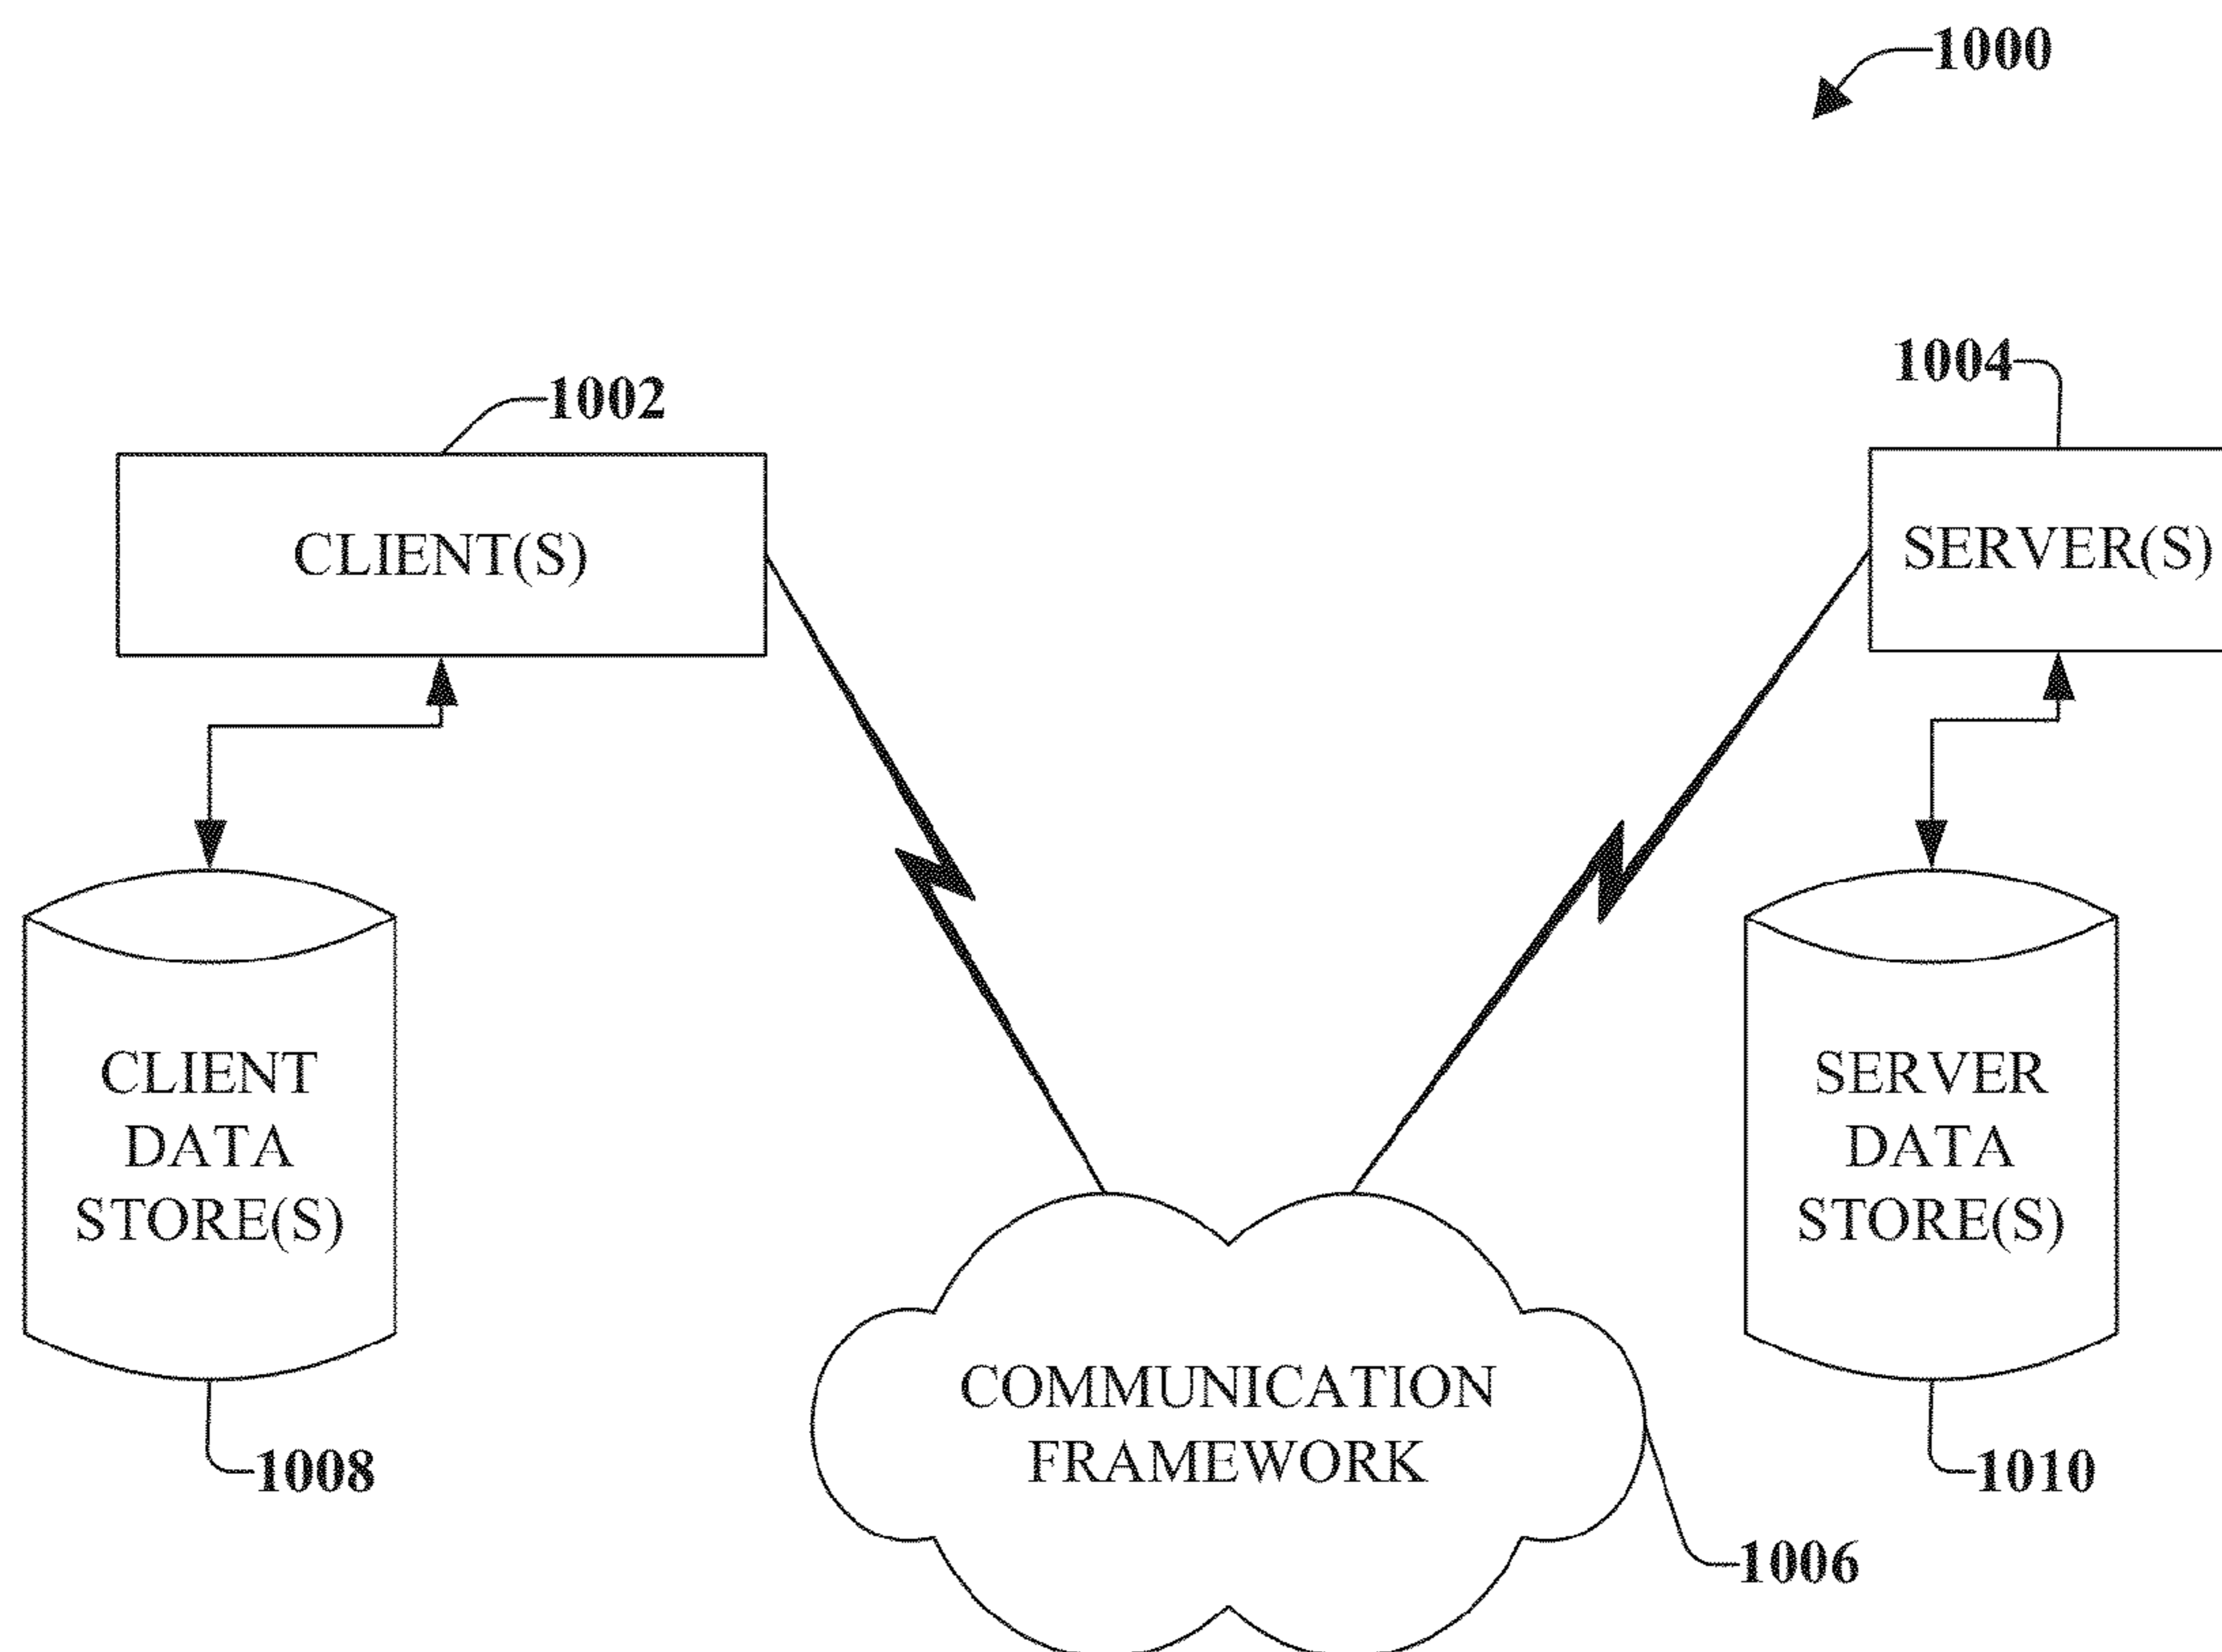 1000
1002
1004
CLIENT(S)
SERVER(S)
CLIENT
DATA
STORE(S)
SERVER
DATA
STORE(S)
COMMUNICATION
FRAMEWORK
1008
1010
1006